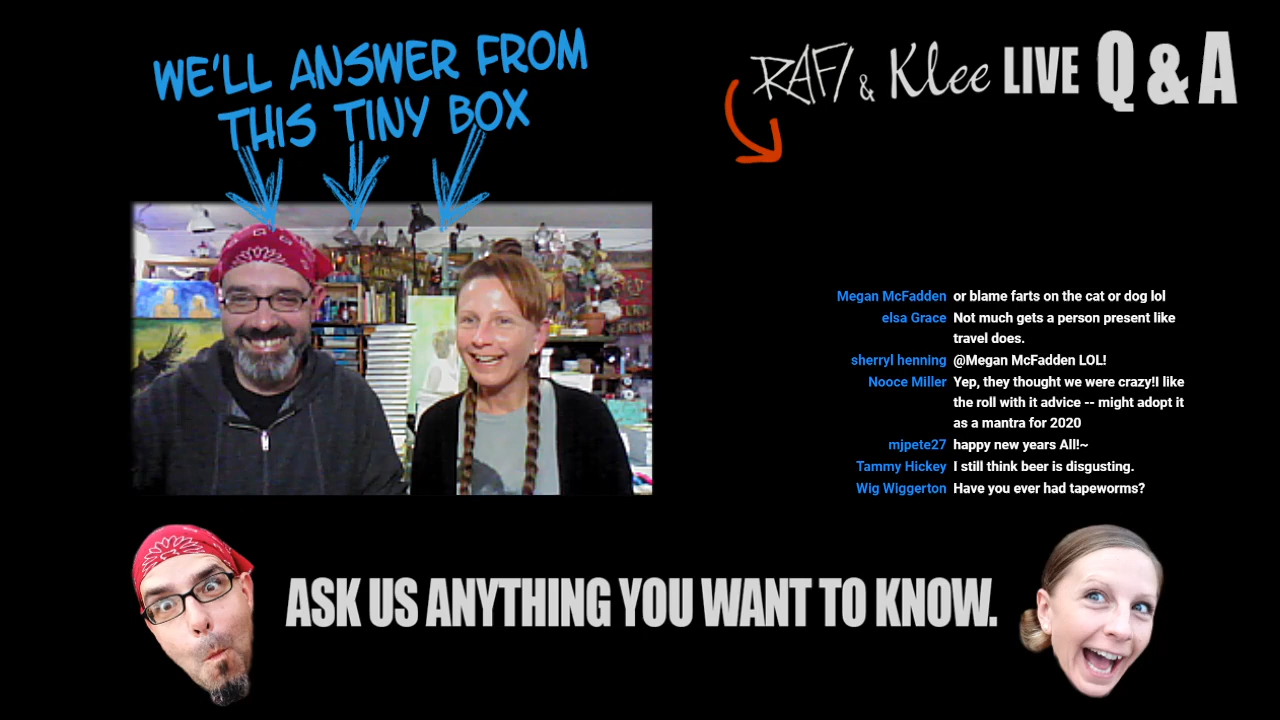 WE'LL ANSWER FROM
THIS TINY BOX
RAFI & Klee LIVE Q & A
Megan McFadden or blame farts on the cat or dog lol
elsa Grace Not much gets a person present like
travel does.
sherryl henning @Megan McFadden LOL!
Nooce Miller Yep, they thought we were crazy!I like
the roll with it advice -- might adopt it
as a mantra for 2020
mjpete27 happy new years All!~
Tammy Hickey I still think beer is disgusting.
Wig Wiggerton Have you ever had tapeworms?
ASK US ANYTHING YOU WANT TO KNOW.